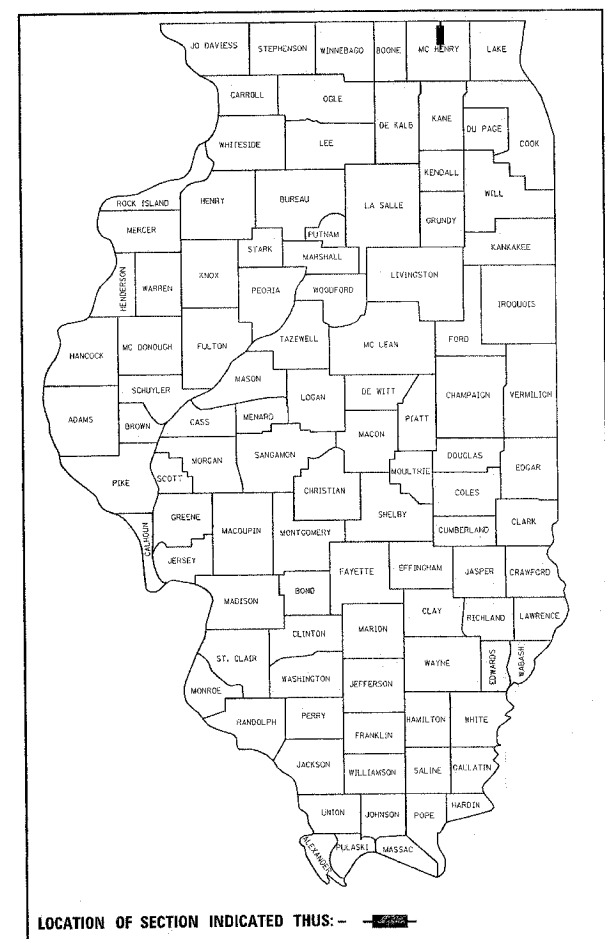 JO DAVIESS STEPHENSON WINNEBAGO BOONE MC HENRY LAKE
CARROLL OGLE DE KALB KANE DU PAGE COOK
WHITESIDE LEE KENDALL WILL
ROCK ISLAND HENRY BUREAU LA SALLE GRUNDY
MERCER PUTNAM KANKAKEE
STARK MARSHALL LIVINGSTON
HENDERSON WARREN KNOX PEORIA WOODFORD IROQUOIS
HANCOCK MC DONOUGH FULTON TAZEWELL MC LEAN FORD
MASON
SCHUYLER LOGAN DE WITT CHAMPAIGN VERMILION
ADAMS BROWN CASS MENARD MACON PIATT
MORGAN SANGAMON DOUGLAS
PIKE SCOTT CHRISTIAN MOULTRIE COLES EDGAR
GREENE MACOUPIN MONTGOMERY SHELBY CUMBERLAND CLARK
CALHOUN JERSEY FAYETTE EFFINGHAM JASPER CRAWFORD
MADISON BOND
CLAY RICHLAND LAWRENCE
CLINTON MARION
ST. CLAIR WAYNE EDWARDS WABASH
MONROE WASHINGTON JEFFERSON
RANDOLPH PERRY HAMILTON WHITE
FRANKLIN
JACKSON WILLIAMSON SALINE GALLATIN
UNION JOHNSON POPE HARDIN
ALEXANDER PULASKI MASSAC
LOCATION OF SECTION INDICATED THUS: -